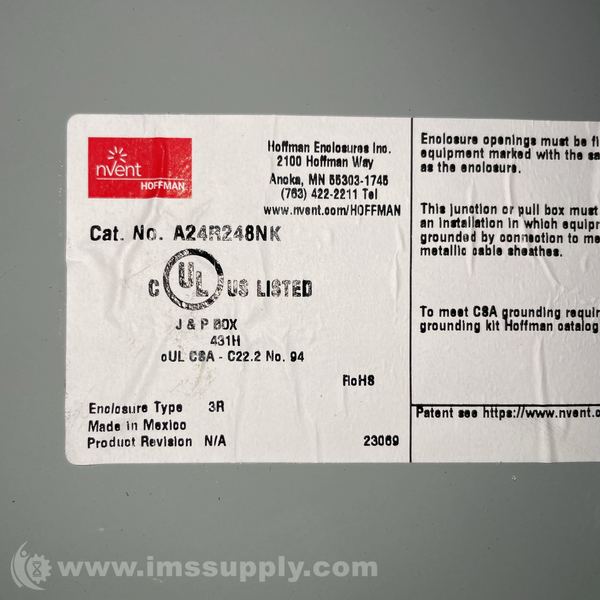 nvent
HOFFMAN
Hoffman Enclosures Inc.
2100 Hoffman Way
Anoka, MN 55303-1745
(763) 422-2211 Tel
www.nvent.com/HOFFMAN
Cat. No. A24R248NK
C UL US LISTED
J & P BOX
431H
cUL CSA - C22.2 No. 94
RoHS
Enclosure Type 3R
Made in Mexico
Product Revision N/A 23069
Enclosure openings must be fi
equipment marked with the sa
as the enclosure.
This junction or pull box must
an installation in which equipr
grounded by connection to me
metallic cable sheathes.
To meet CSA grounding requir
grounding kit Hoffman catalog
Patent see https://www.nvent.c
www.imssupply.com